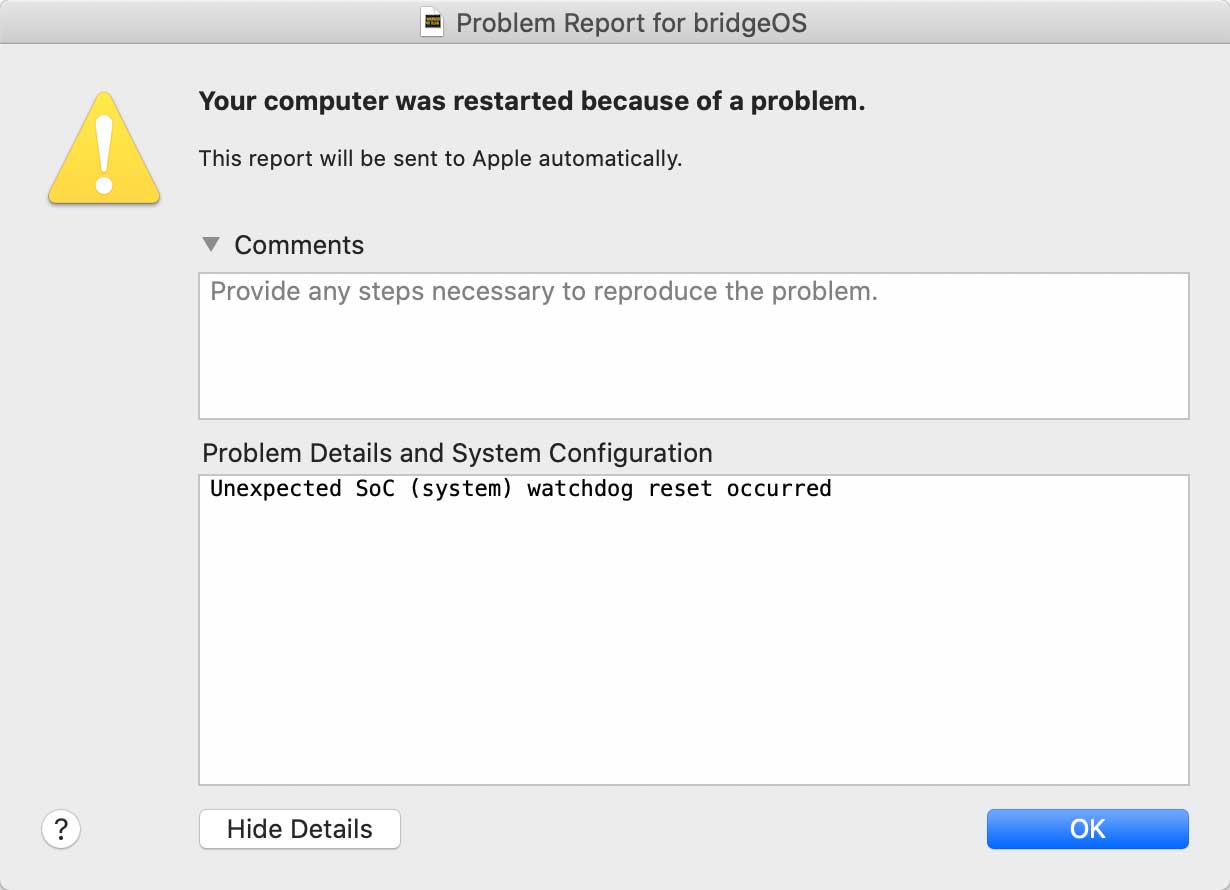 Problem Report for bridgeOS
Your computer was restarted because of a problem.
This report will be sent to Apple automatically.
Comments
Provide any steps necessary to reproduce the problem.
Problem Details and System Configuration
Unexpected SoC (system) watchdog reset occurred
? Hide Details OK